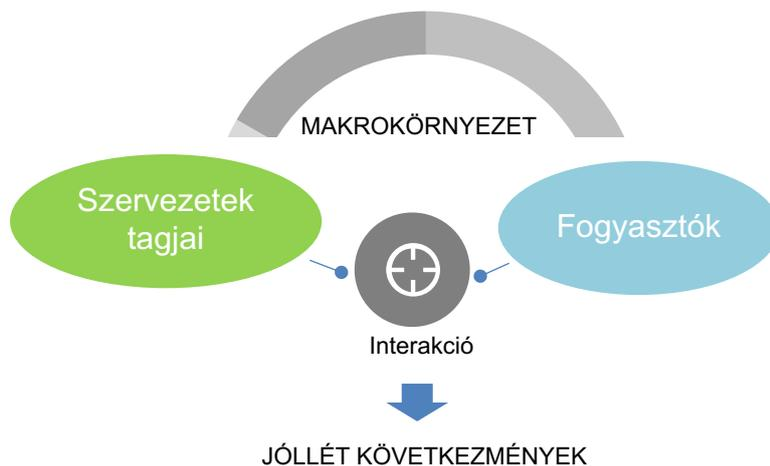 MAKROKÖRNYEZET
Szervezetek
tagjai
Fogyasztók
Interakció
JÓLLÉT KÖVETKEZMÉNYEK